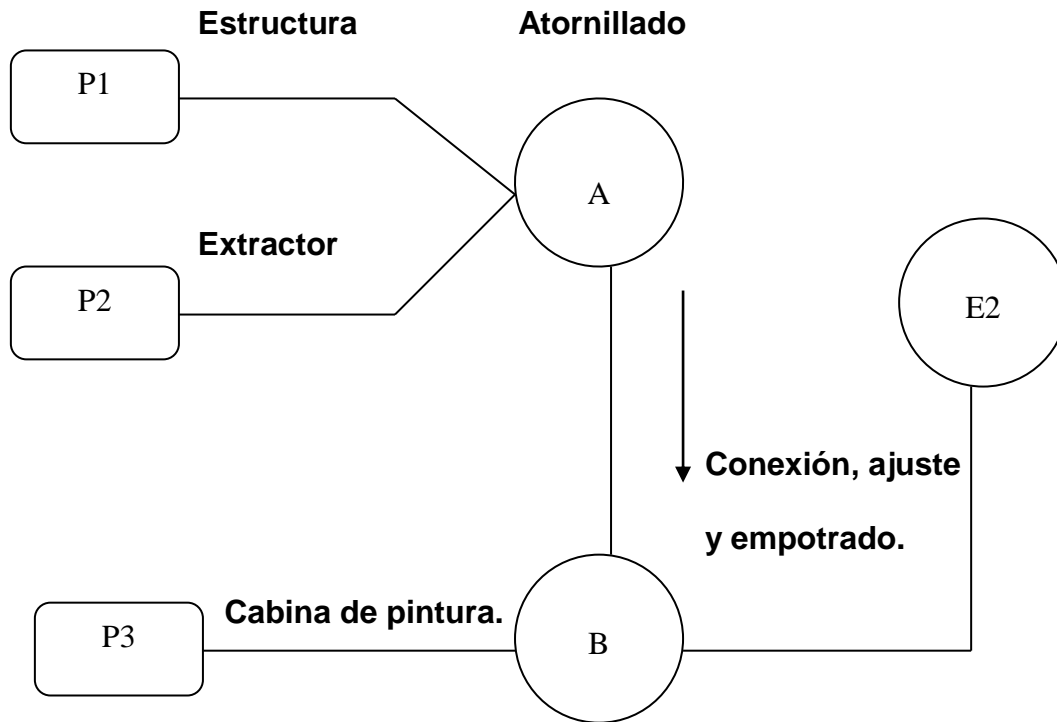 Estructura
Atornillado
P1
A
Extractor
P2
E2
Conexión, ajuste
y empotrado.
Cabina de pintura.
P3
B